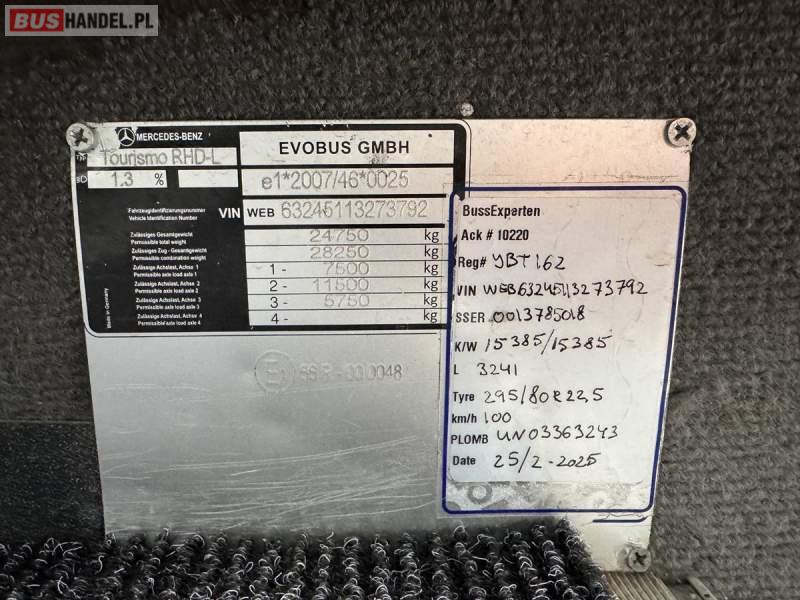 BUSHANDEL.PL
MERCEDES-BENZ
Typ Tourismo RHD-L
EVOBUS GMBH
1.3 %
e1*2007/46*0025
Fahrzeugidentifizierungsnummer
Vehicle Identification Number
VIN WEB 63245113273792
Zulässiges Gesamtgewicht
Permissible total weight
24750 kg
Zulässiges Zug - Gesamtgewicht
Permissible combination weight
28250 kg
Zulässige Achslast, Achse 1
Permissible axle load axle 1
1 - 7500 kg
Zulässige Achslast, Achse 2
Permissible axle load axle 2
2 - 11500 kg
Zulässige Achslast, Achse 3
Permissible axle load axle 3
3 - 5750 kg
Zulässige Achslast, Achse 4
Permissible axle load axle 4
4 - kg
Made in Germany
BussExperten
Ack # 10220
Reg# YBT162
VIN WEB63245113273792
SSER 0013785018
K/W 15385/15385
L 3241
Tyre 295/80R22,5
km/h 100
PLOMB UN03363243
Date 25/2-2025